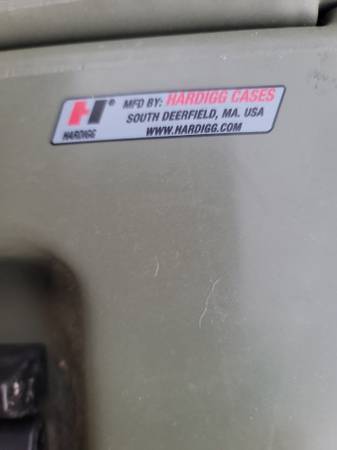 H® MFD BY: HARDIGG CASES
SOUTH DEERFIELD, MA. USA
HARDIGG WWW.HARDIGG.COM